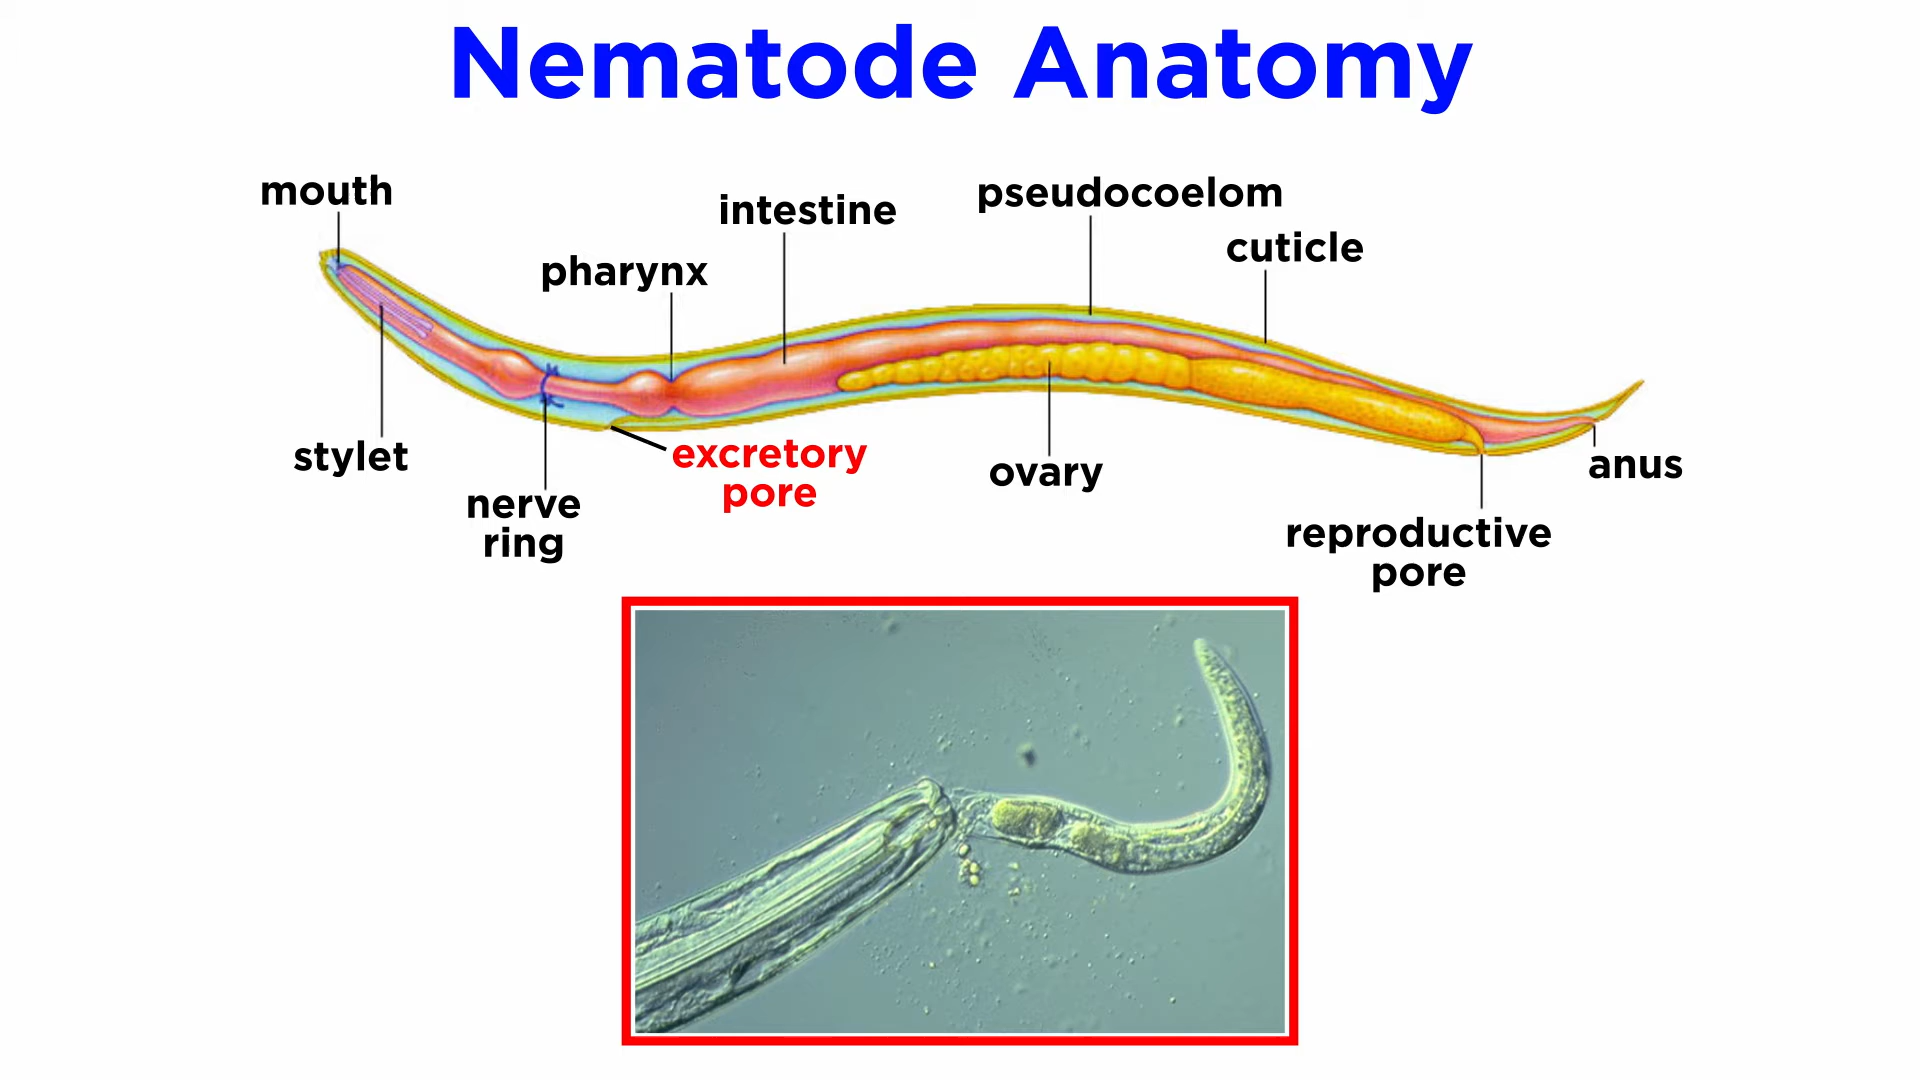 Nematode Anatomy
mouth
intestine
pseudocoelom
cuticle
pharynx
stylet
nerve
ring
excretory
pore
ovary
anus
reproductive
pore